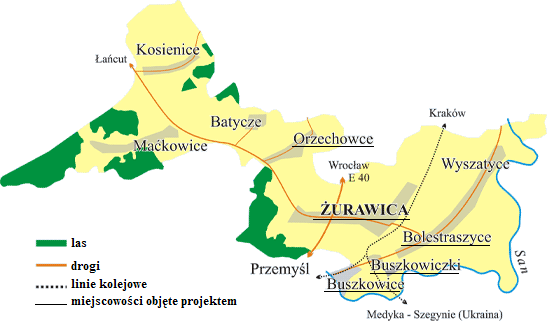 Kosienice
Łańcut
Batycze
Kraków
Maćkowice
Orzechowce
Wrocław
E 40
Wyszatyce
ŻURAWICA
Bolestraszyce
San
Przemyśl
Buszkowiczki
Buszkowice
Medyka - Szegynie (Ukraina)
las
drogi
linie kolejowe
miejscowości objęte projektem